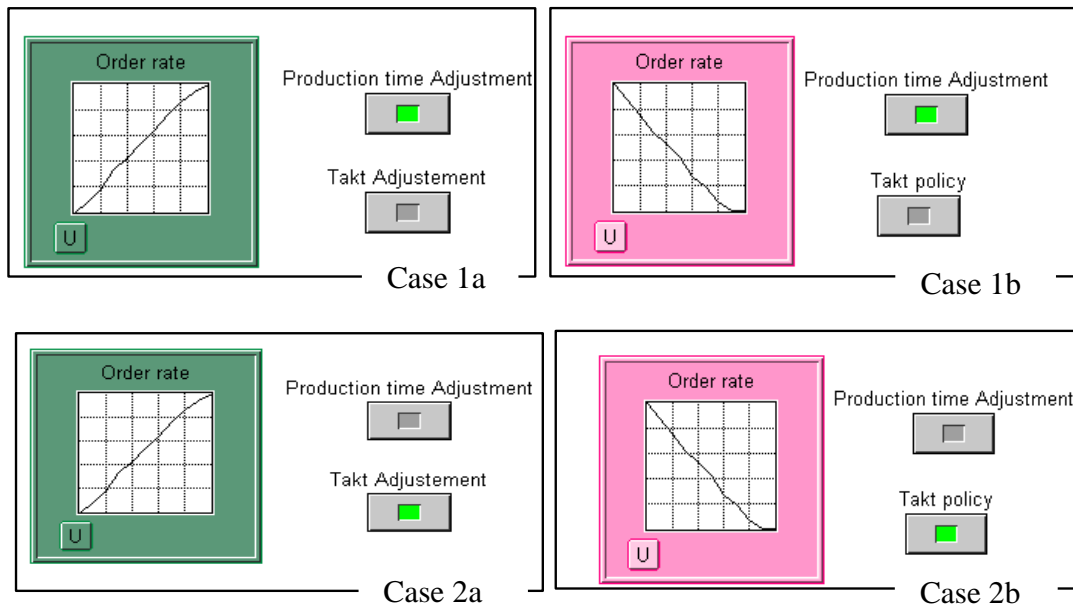 Order rate
Production time Adjustment
Takt Adjustement
U
Case 1a
Order rate
Production time Adjustment
Takt policy
U
Case 1b
Order rate
Production time Adjustment
Takt Adjustement
U
Case 2a
Order rate
Production time Adjustment
Takt policy
U
Case 2b